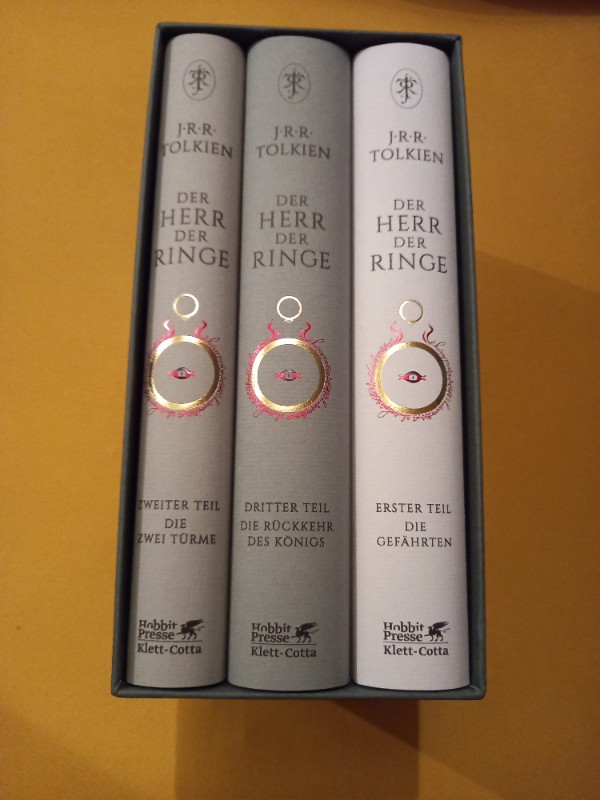 J·R·R·
TOLKIEN
DER
HERR
DER
RINGE
ZWEITER TEIL
DIE
ZWEI TÜRME
Hobbit
Presse
Klett-Cotta
J·R·R·
TOLKIEN
DER
HERR
DER
RINGE
DRITTER TEIL
DIE RÜCKKEHR
DES KÖNIGS
Hobbit
Presse
Klett-Cotta
J·R·R·
TOLKIEN
DER
HERR
DER
RINGE
ERSTER TEIL
DIE
GEFÄHRTEN
Hobbit
Presse
Klett-Cotta